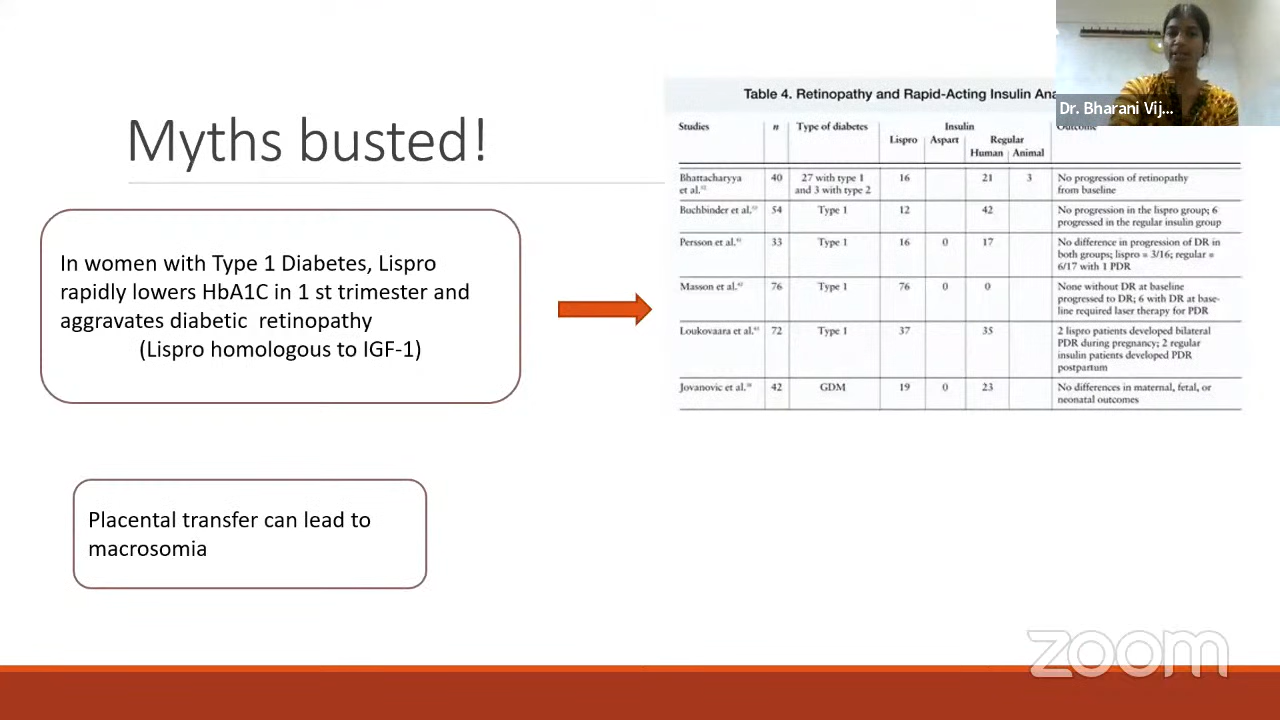 Myths busted!
In women with Type 1 Diabetes, Lispro
rapidly lowers HbA1C in 1 st trimester and
aggravates diabetic retinopathy
(Lispro homologous to IGF-1)
Placental transfer can lead to
macrosomia
Table 4. Retinopathy and Rapid-Acting Insulin Ana
Studies n Type of diabetes Insulin Outcome
Lispro Aspart Regular
Human Animal
Bhattacharyya 40 27 with type 1 16 21 3 No progression of retinopathy
et al. and 3 with type 2 from baseline
Buchbinder et al. 54 Type 1 12 42 No progression in the lispro group; 6
progressed in the regular insulin group
Persson et al. 33 Type 1 16 0 17 No difference in progression of DR in
both groups; lispro = 3/16; regular =
6/17 with 1 PDR
Masson et al. 76 Type 1 76 0 0 None without DR at baseline
progressed to DR; 6 with DR at base-
line required laser therapy for PDR
Loukovaara et al. 72 Type 1 37 35 2 lispro patients developed bilateral
PDR during pregnancy; 2 regular
insulin patients developed PDR
postpartum
Jovanovic et al. 42 GDM 19 0 23 No differences in maternal, fetal, or
neonatal outcomes
Dr. Bharani Vij...
zoom